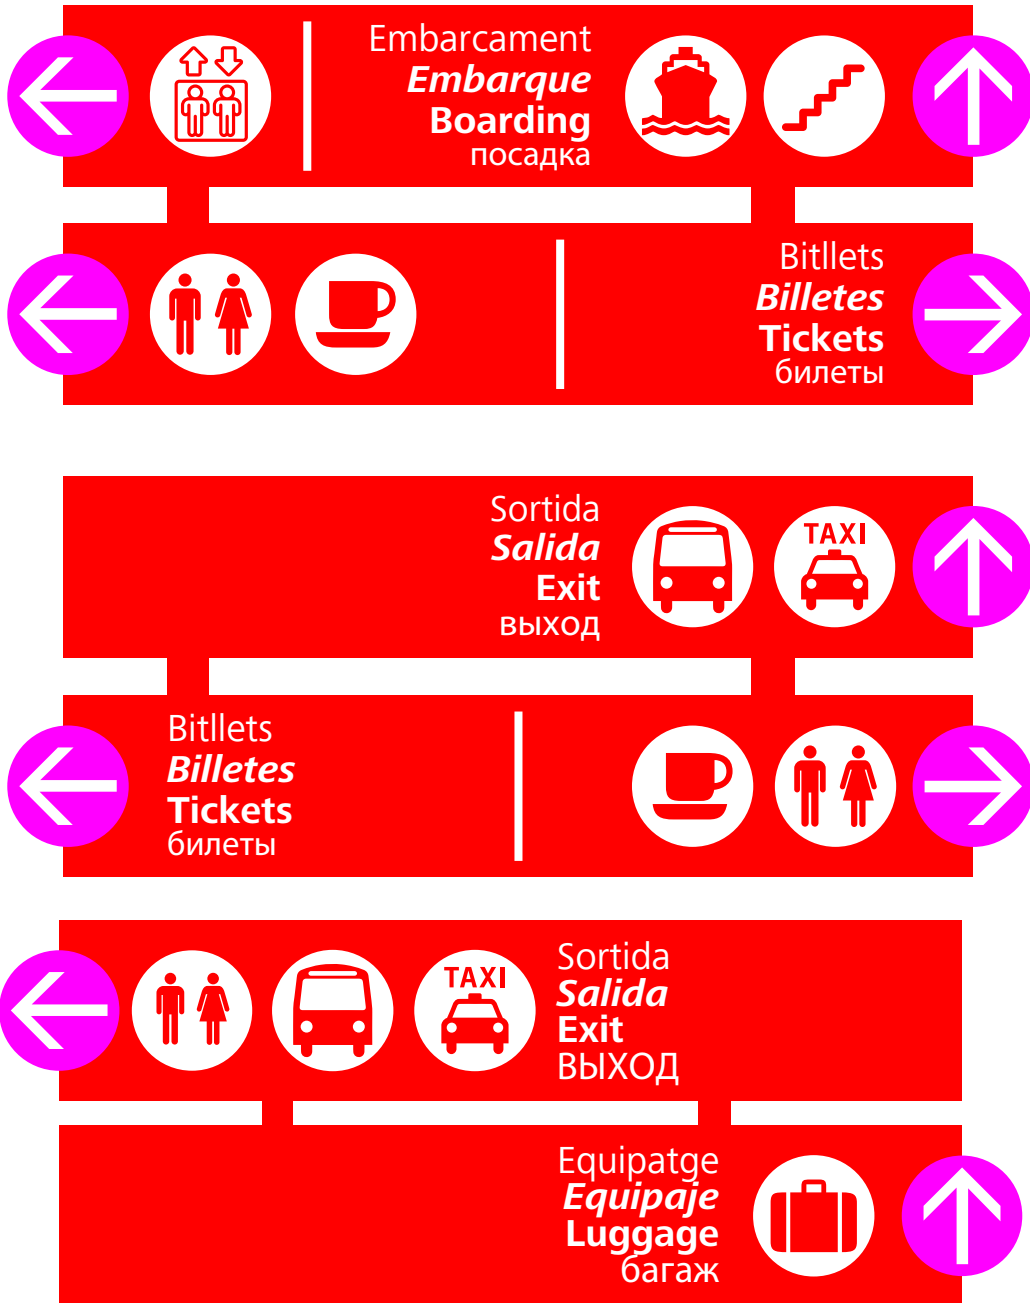 Embarcament
Embarque
Boarding
посадка
Bitllets
Billetes
Tickets
билеты
Sortida
Salida
Exit
выход
TAXI
Bitllets
Billetes
Tickets
билеты
TAXI
Sortida
Salida
Exit
ВЫХОД
Equipatge
Equipaje
Luggage
багаж